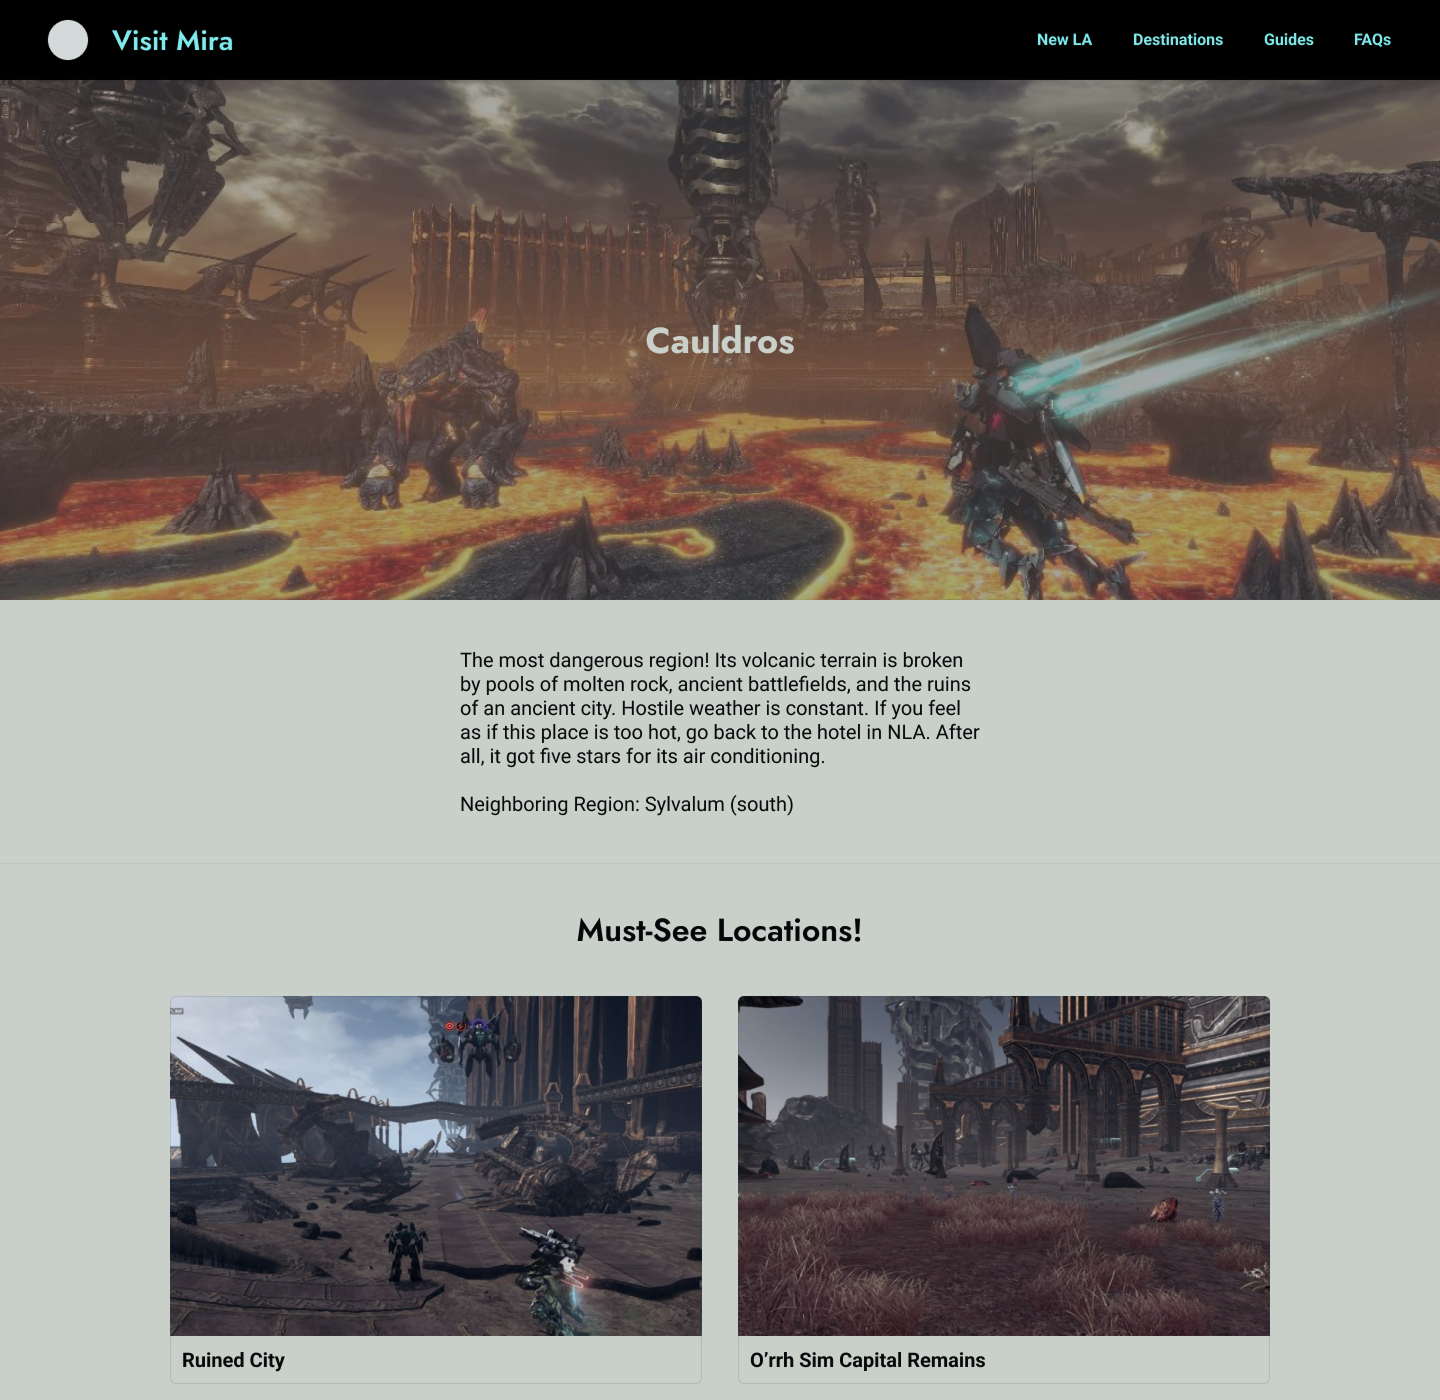 Visit Mira
New LA
Destinations
Guides
FAQs
Cauldros
The most dangerous region! Its volcanic terrain is broken
by pools of molten rock, ancient battlefields, and the ruins
of an ancient city. Hostile weather is constant. If you feel
as if this place is too hot, go back to the hotel in NLA. After
all, it got five stars for its air conditioning.
Neighboring Region: Sylvalum (south)
Must-See Locations!
Ruined City
O’rrh Sim Capital Remains